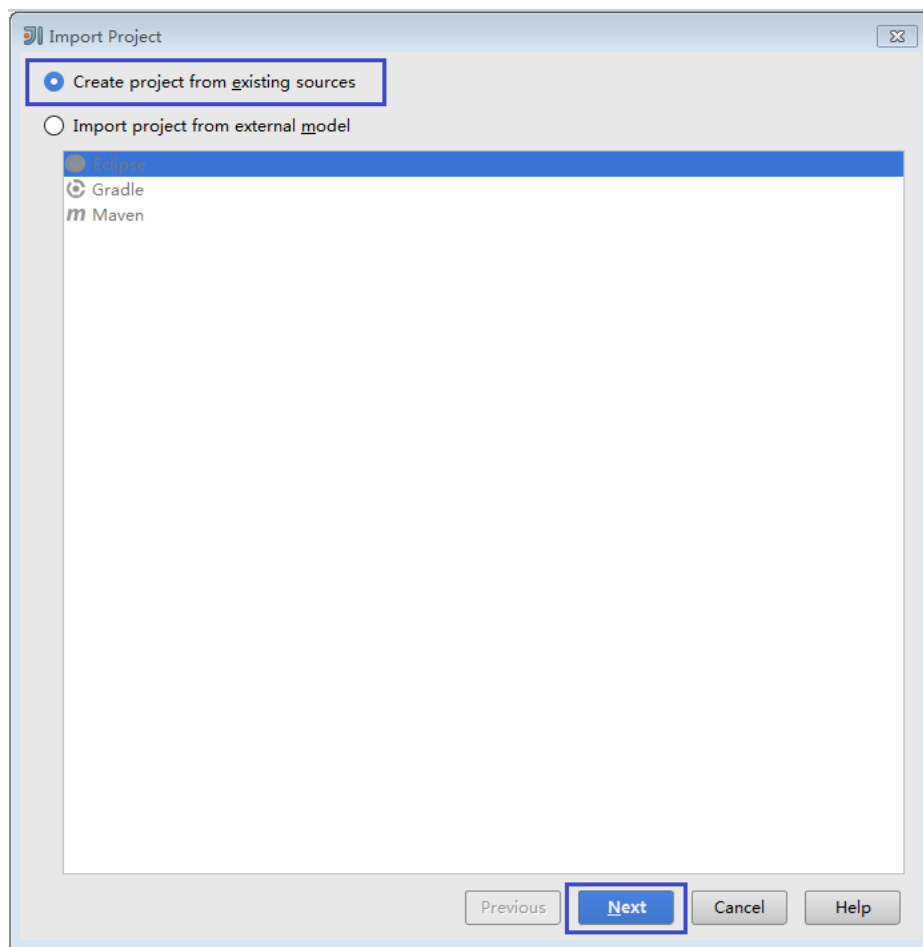 Import Project
Create project from existing sources
Import project from external model
Eclipse
Gradle
Maven
Previous Next Cancel Help